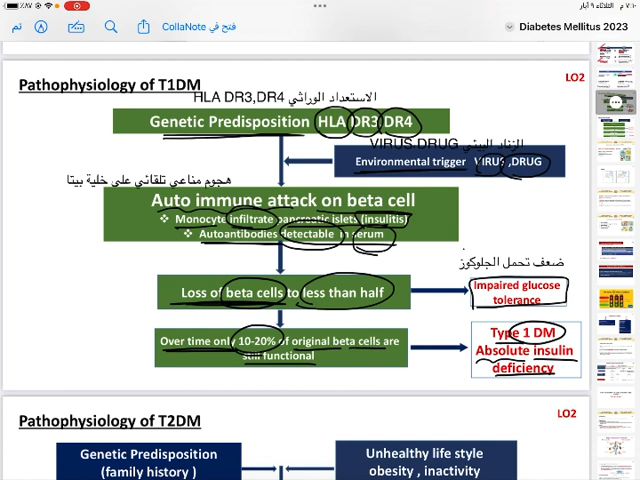 ٧:١٠ الثلاثاء ٩ أيار
٨٧٪
تم
فتح في CollaNote
Diabetes Mellitus 2023
LO2
Pathophysiology of T1DM
الاستعداد الوراثي HLA DR3,DR4
Genetic Predisposition HLA DR3 DR4
الزناد البيئي VIRUS DRUG
Environmental trigger VIRUS ,DRUG
هجوم مناعي تلقائي على خلية بيتا
Auto immune attack on beta cell
❖ Monocyte infiltrate pancreatic islets (insulitis)
❖ Autoantibodies detectable in serum
ضعف تحمل الجلوكوز
Loss of beta cells to less than half
Impaired glucose
tolerance
Over time only 10-20% of original beta cells are
still functional
Type 1 DM
Absolute insulin
deficiency
Pathophysiology of T2DM
LO2
Genetic Predisposition
(family history )
Unhealthy life style
obesity , inactivity